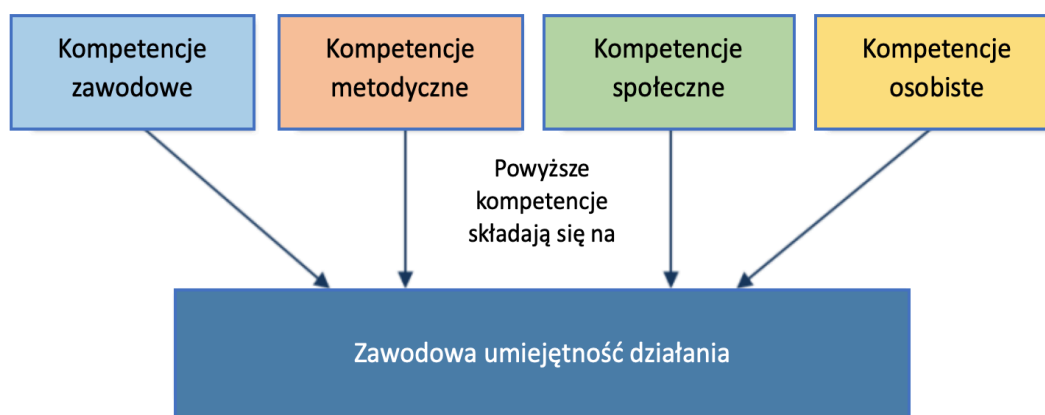 Kompetencje
zawodowe
Kompetencje
metodyczne
Kompetencje
społeczne
Kompetencje
osobiste
Powyższe
kompetencje
składają się na
Zawodowa umiejętność działania